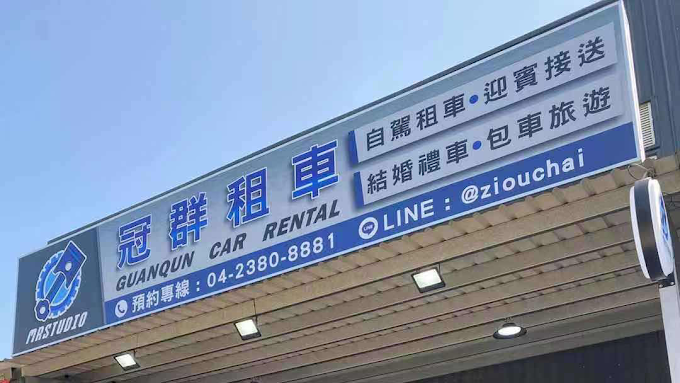 MRSTUDIO
冠群租車
GUANQUN CAR RENTAL
預約專線：04-2380-8881
自駕租車•迎賓接送
結婚禮車•包車旅遊
LINE：@ziouchai